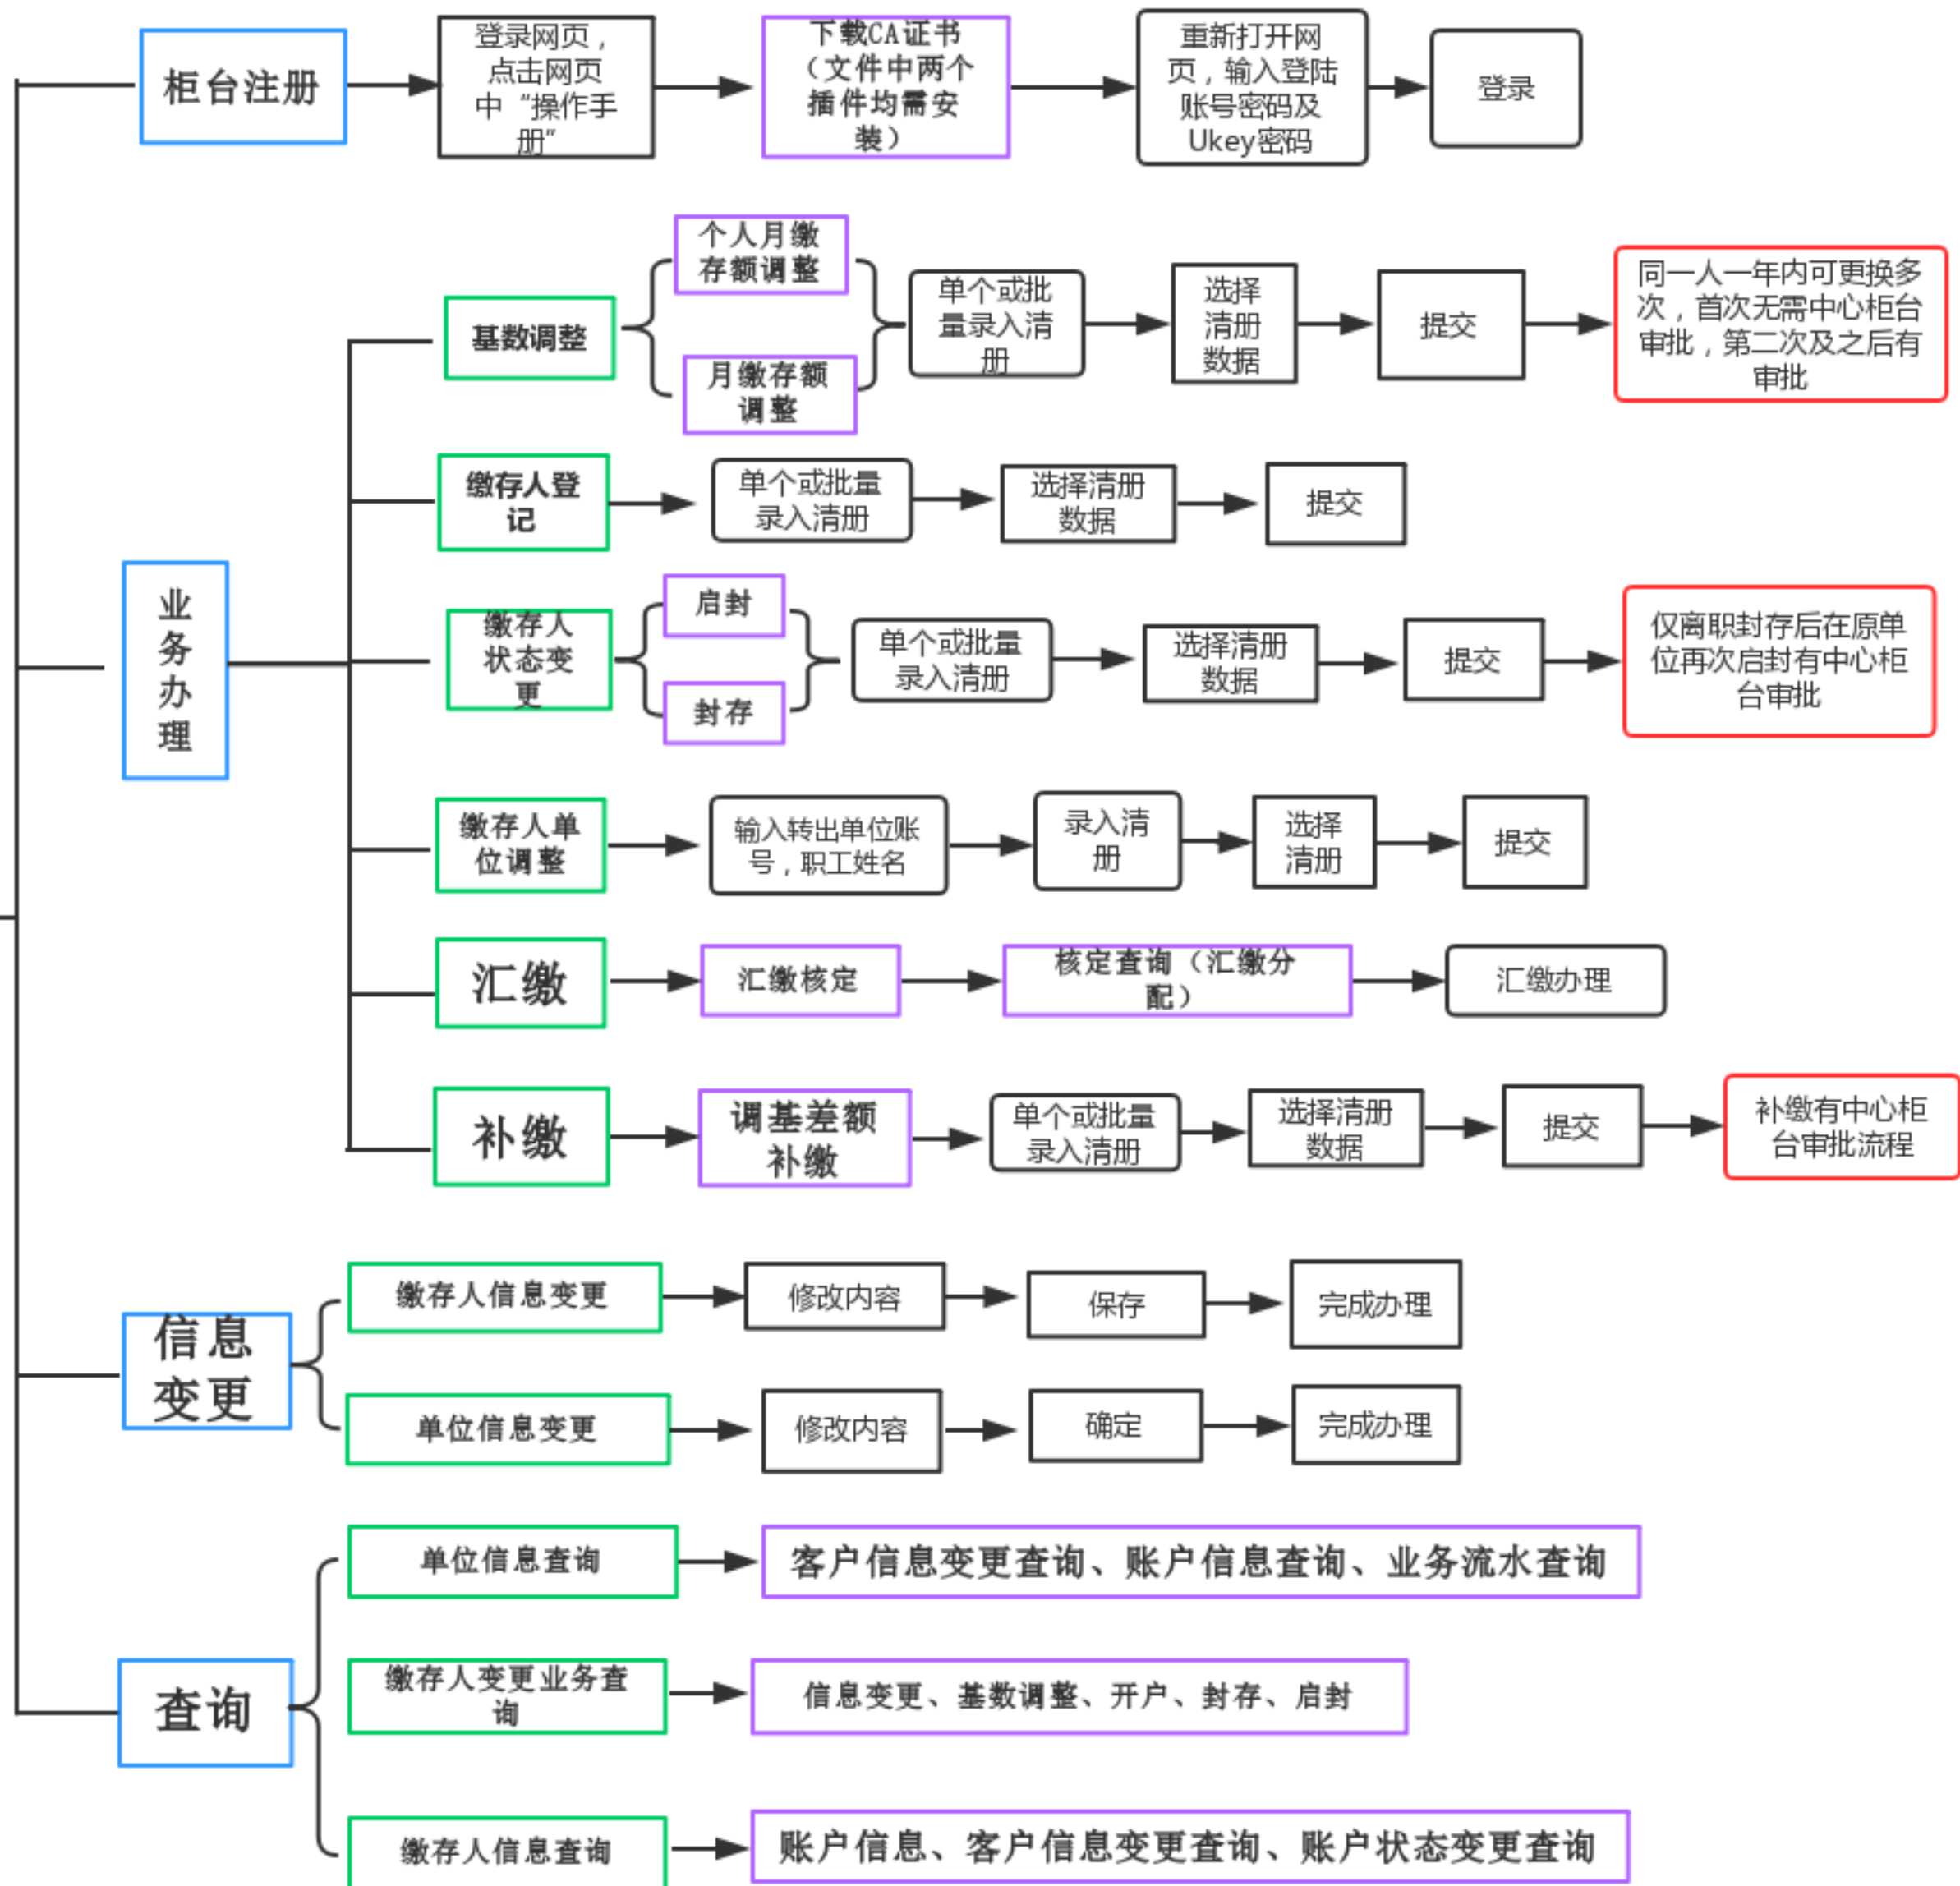 柜台注册
登录网页，
点击网页
中“操作手
册”
下载CA证书
（文件中两个
插件均需安
装）
重新打开网
页，输入登陆
账号密码及
Ukey密码
登录
业
务
办
理
基数调整
个人月缴
存额调整
月缴存额
调整
单个或批
量录入清
册
选择
清册
数据
提交
同一人一年内可更换多
次，首次无需中心柜台
审批，第二次及之后有
审批
缴存人登
记
单个或批量
录入清册
选择清册
数据
提交
缴存人
状态变
更
启封
封存
单个或批量
录入清册
选择清册
数据
提交
仅离职封存后在原单
位再次启封有中心柜
台审批
缴存人单
位调整
输入转出单位账
号，职工姓名
录入清
册
选择
清册
提交
汇缴
汇缴核定
核定查询（汇缴分
配）
汇缴办理
补缴
调基差额
补缴
单个或批量
录入清册
选择清册
数据
提交
补缴有中心柜
台审批流程
信息
变更
缴存人信息变更
修改内容
保存
完成办理
单位信息变更
修改内容
确定
完成办理
查询
单位信息查询
客户信息变更查询、账户信息查询、业务流水查询
缴存人变更业务查
询
信息变更、基数调整、开户、封存、启封
缴存人信息查询
账户信息、客户信息变更查询、账户状态变更查询